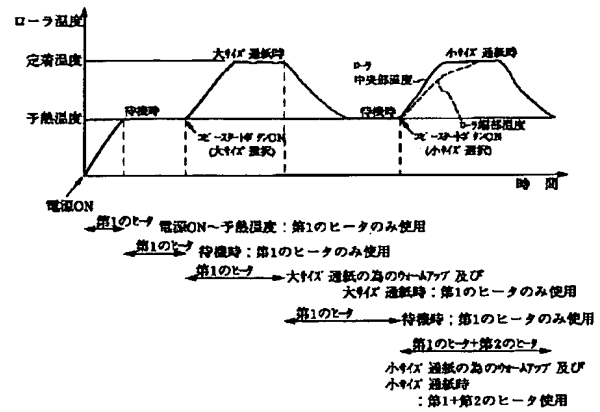 ローラ温度
定着温度
予熱温度
大サイズ通紙時
小サイズ通紙時
ローラ
中央部温度
ローラ端部温度
待機時
待機時
コピースタートボタンON
(大サイズ選択)
コピースタートボタンON
(小サイズ選択)
時間
電源ON
第1のヒータ 電源ON～予熱温度：第1のヒータのみ使用
第1のヒータ 待機時：第1のヒータのみ使用
第1のヒータ 大サイズ通紙の為のウォームアップ及び
大サイズ通紙時：第1のヒータのみ使用
第1のヒータ 待機時；第1のヒータのみ使用
第1のヒータ+第2のヒータ
小サイズ通紙の為のウォームアップ及び
小サイズ通紙時
：第1+第2のヒータ使用